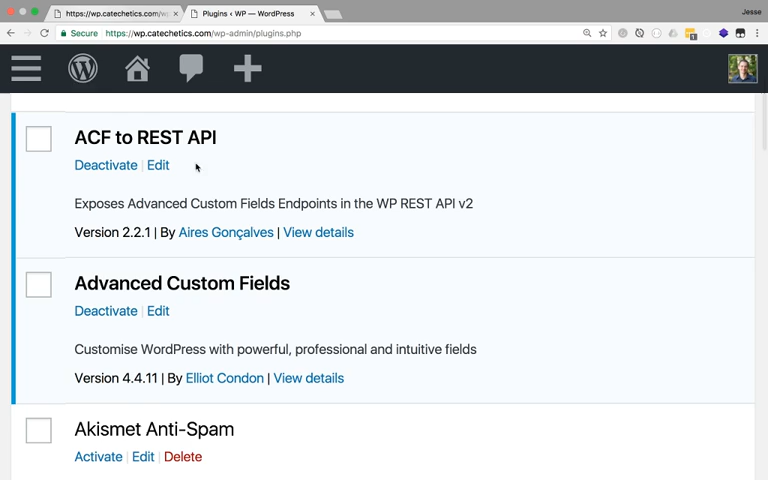 https://wp.catechetics.com/w
Plugins ‹ WP — WordPress
Jesse
Secure
https://wp.catechetics.com/wp-admin/plugins.php
ACF to REST API
Deactivate | Edit
Exposes Advanced Custom Fields Endpoints in the WP REST API v2
Version 2.2.1 | By Aires Gonçalves | View details
Advanced Custom Fields
Deactivate | Edit
Customise WordPress with powerful, professional and intuitive fields
Version 4.4.11 | By Elliot Condon | View details
Akismet Anti-Spam
Activate | Edit | Delete